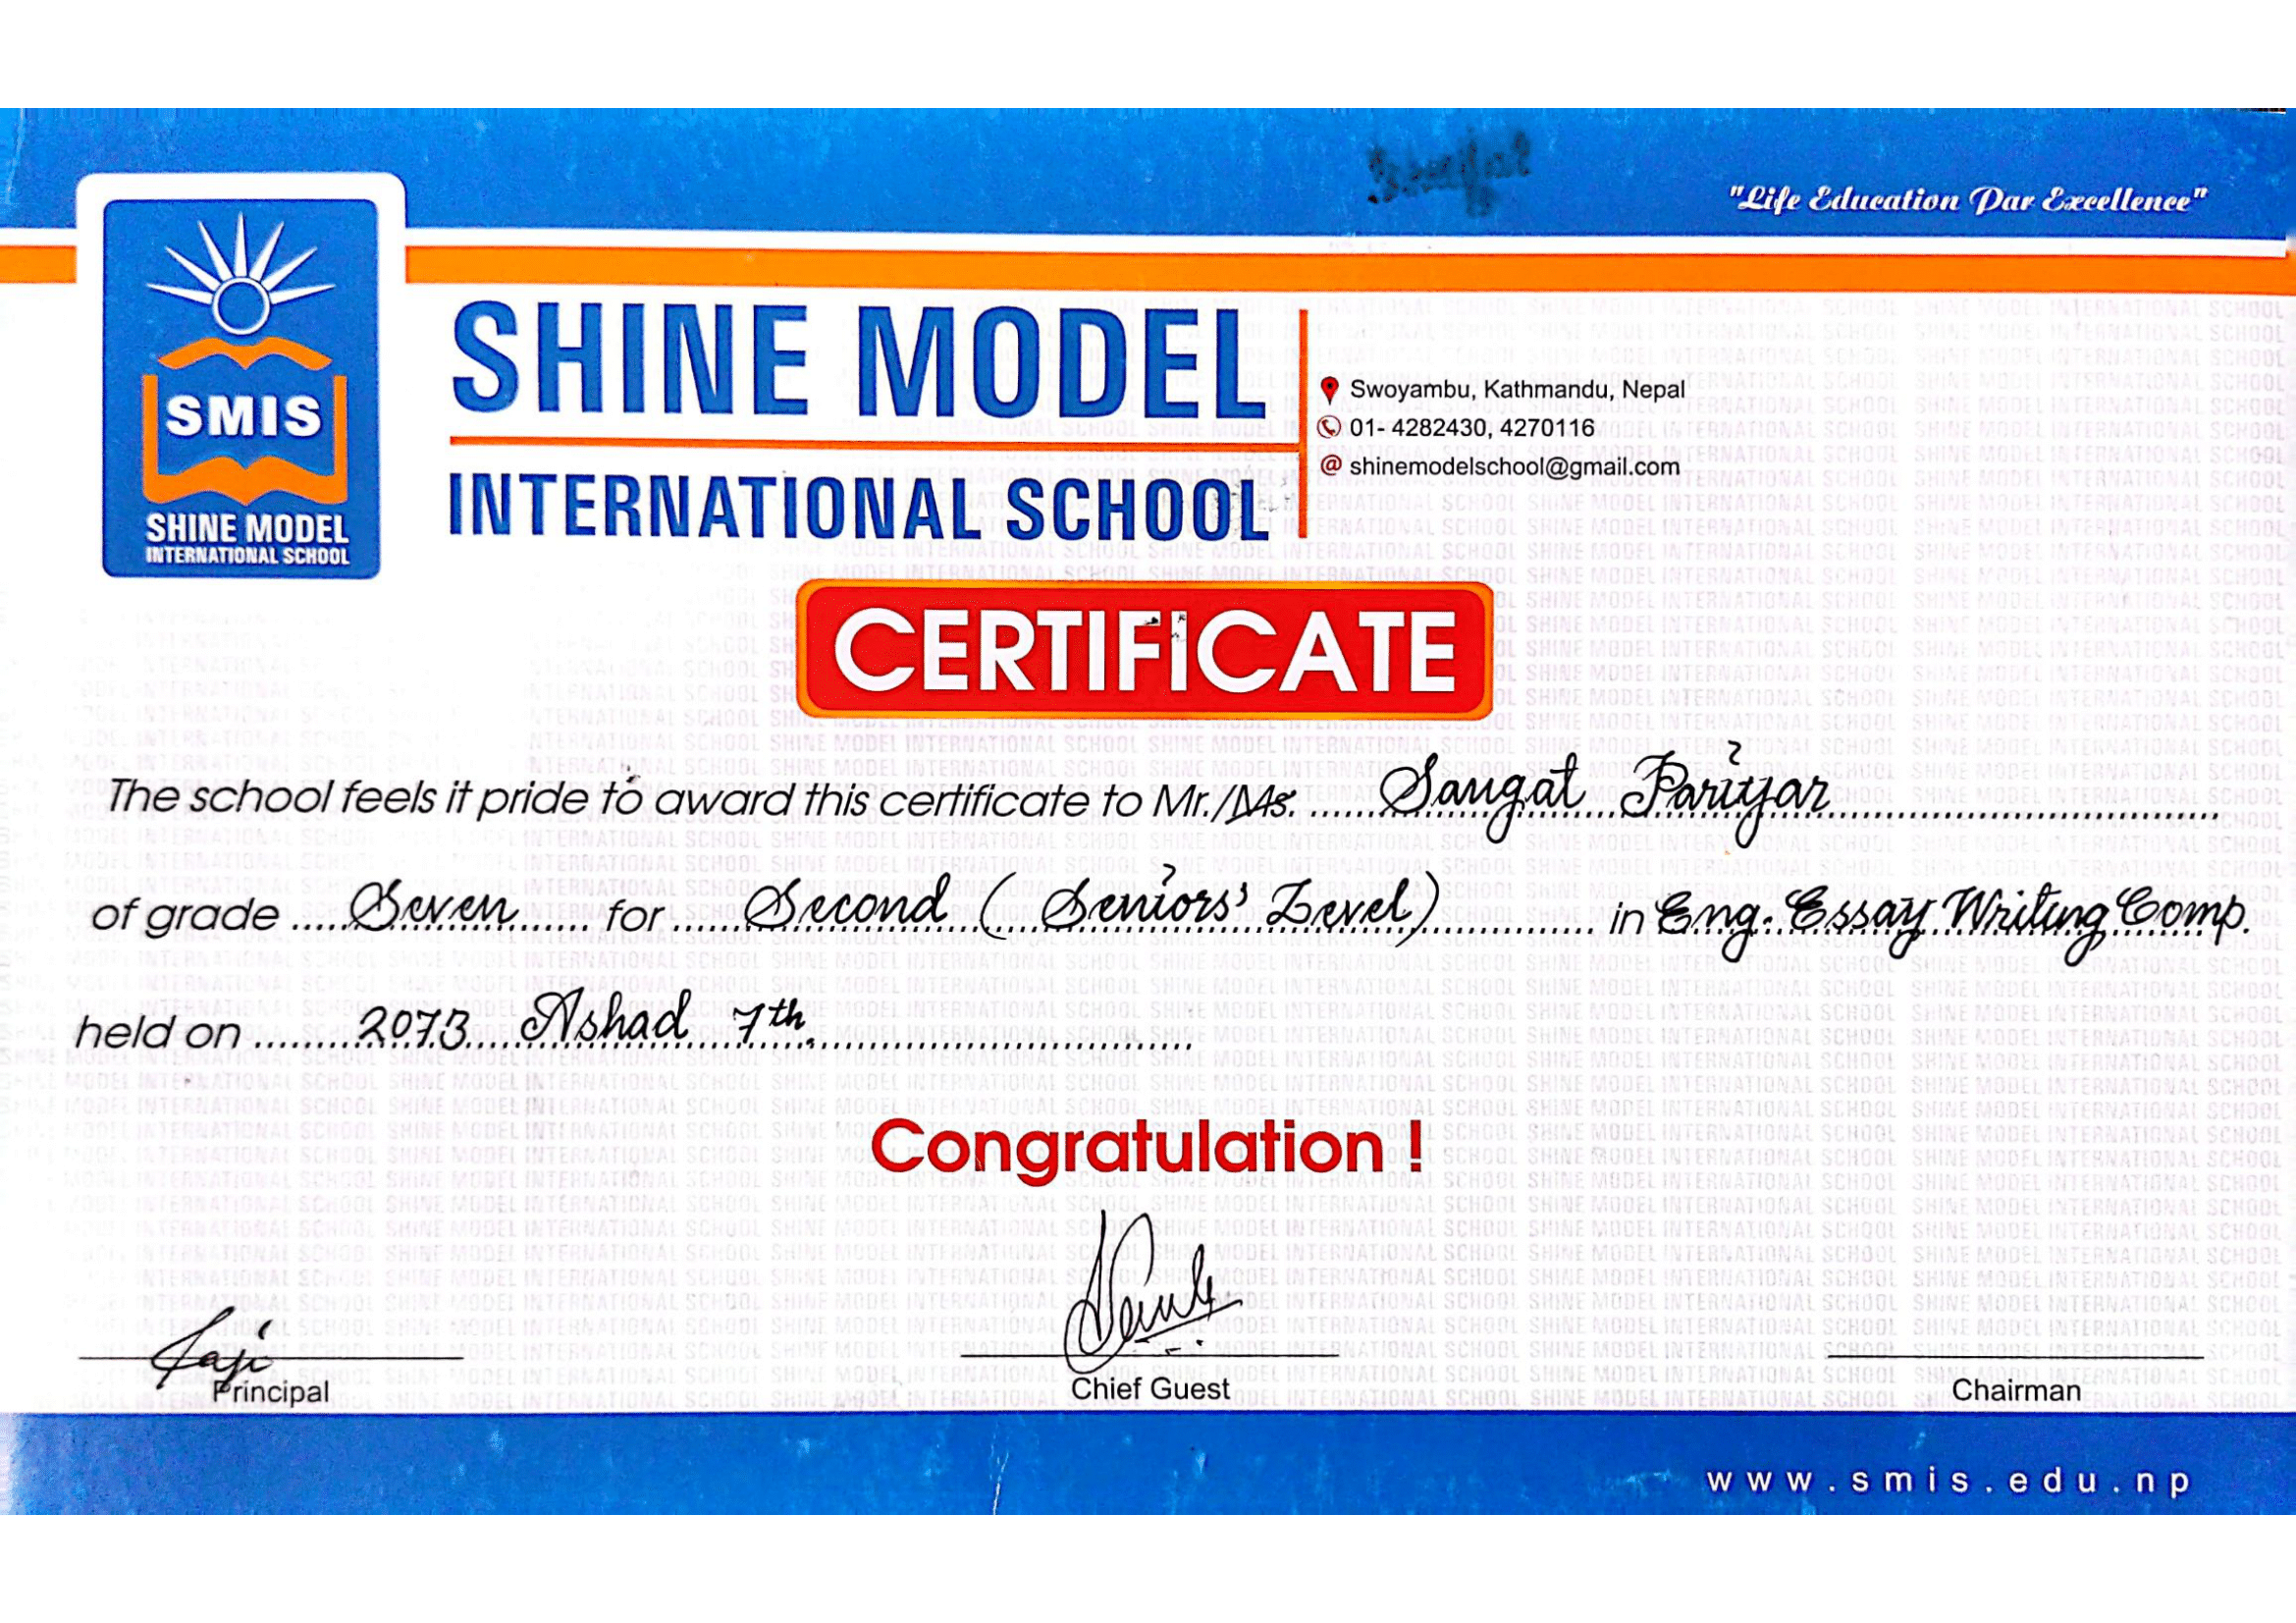 "Life Education Par Excellence"
SMIS
SHINE MODEL
INTERNATIONAL SCHOOL
SHINE MODEL
INTERNATIONAL SCHOOL
Swoyambu, Kathmandu, Nepal
01- 4282430, 4270116
@ shinemodelschool@gmail.com
CERTIFICATE
The school feels it pride to award this certificate to Mr./Ms. Sangat Pariyar
of grade Seven for Second (Seniors' Level) in Eng. Essay Writing Comp.
held on 2073 Ashad 7th.
Congratulation !
Principal
Chief Guest
Chairman
www.smis.edu.np